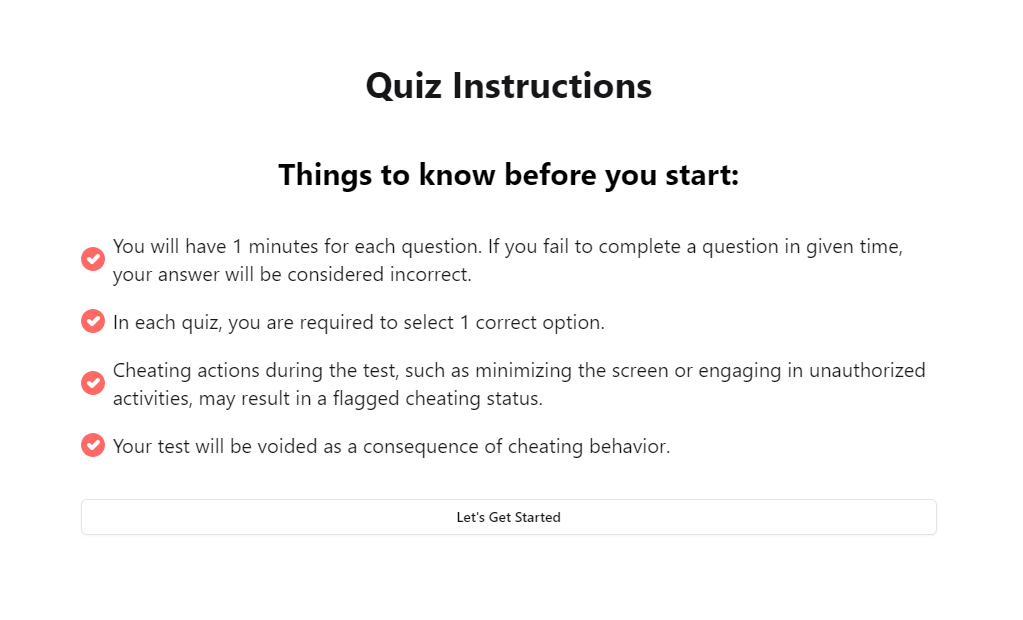 Quiz Instructions
Things to know before you start:
You will have 1 minutes for each question. If you fail to complete a question in given time,
your answer will be considered incorrect.
In each quiz, you are required to select 1 correct option.
Cheating actions during the test, such as minimizing the screen or engaging in unauthorized
activities, may result in a flagged cheating status.
Your test will be voided as a consequence of cheating behavior.
Let's Get Started